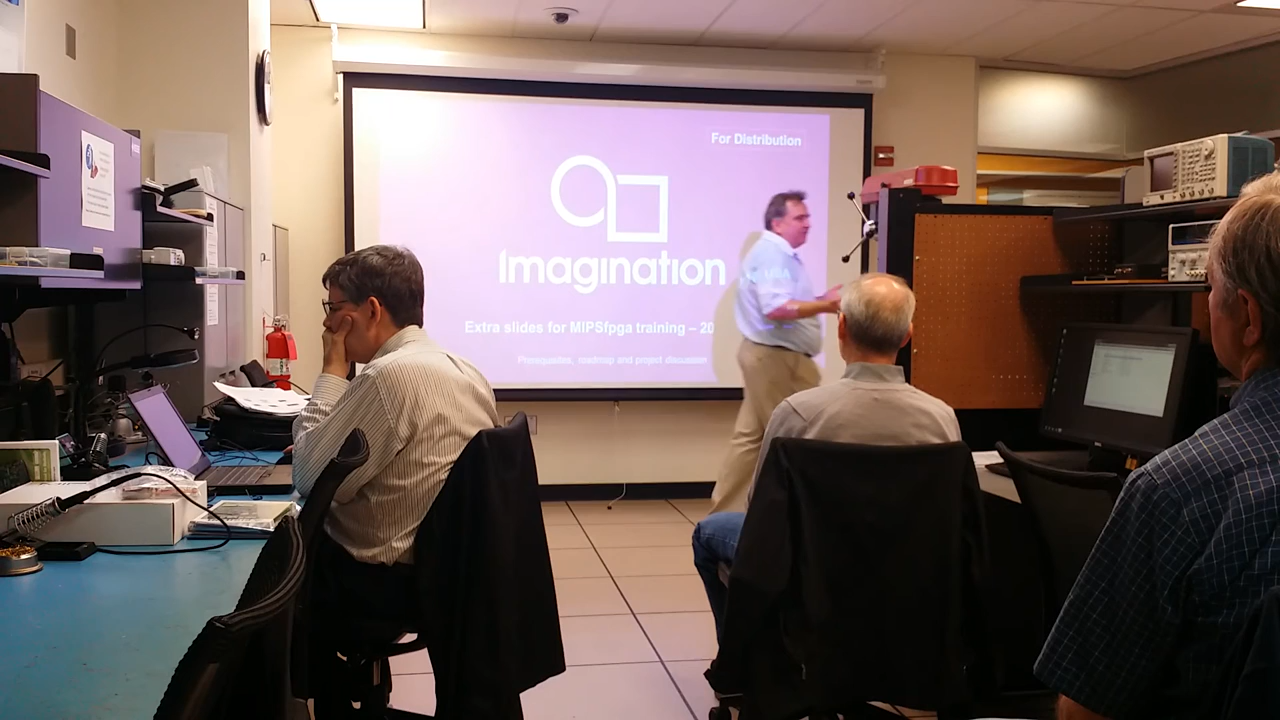 For Distribution
Imagination
Extra slides for MIPSfpga training – 20
Prerequisites, roadmap and project discussion